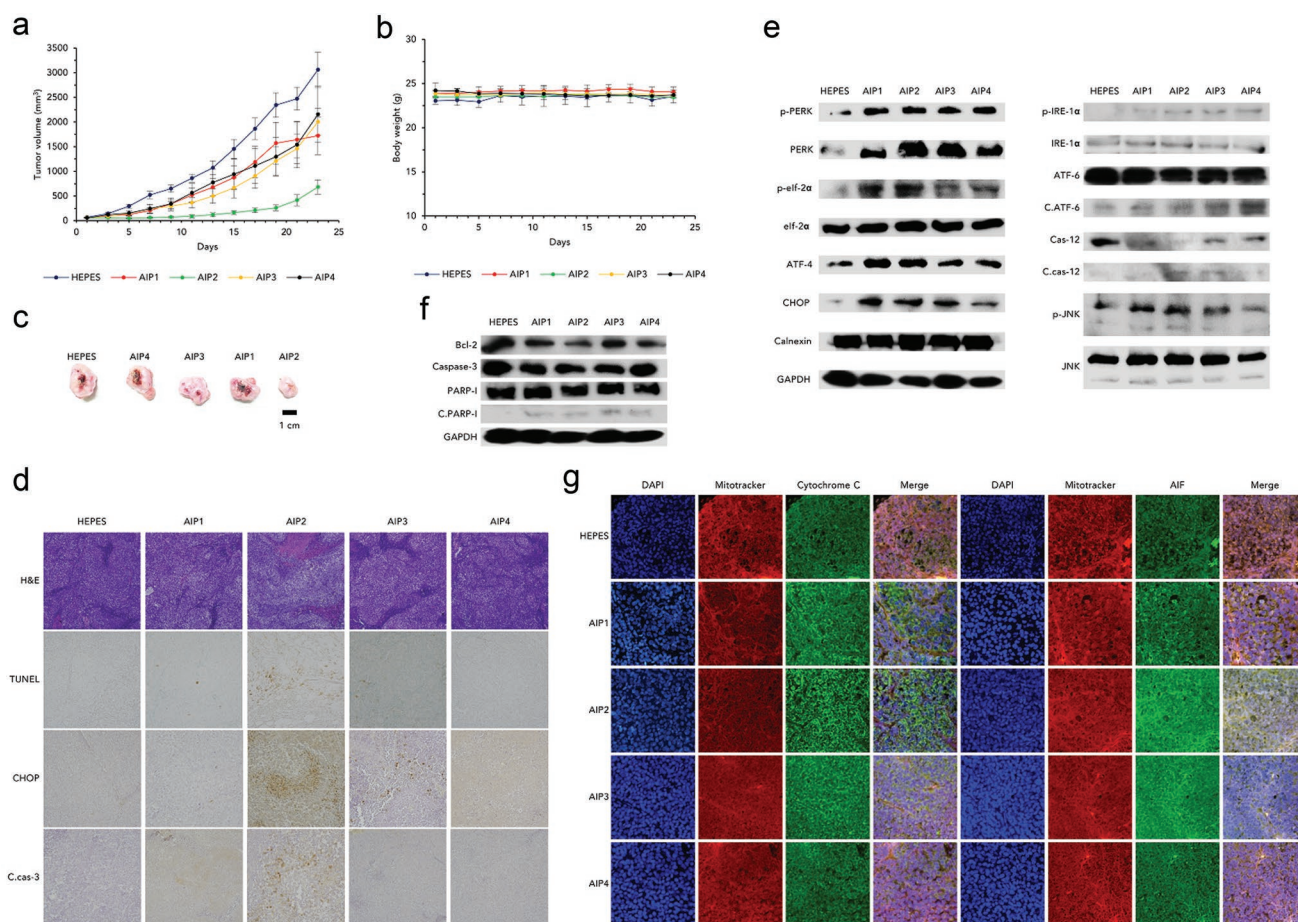 a
Tumor volume (mm³)
3500
3000
2500
2000
1500
1000
500
0
0 5 10 15 20 25
Days
HEPES AIP1 AIP2 AIP3 AIP4
b
Body weight (g)
30
25
20
15
10
0 5 10 15 20 25
Days
HEPES AIP1 AIP2 AIP3 AIP4
c
HEPES AIP4 AIP3 AIP1 AIP2
1 cm
d
HEPES AIP1 AIP2 AIP3 AIP4
H&E
TUNEL
CHOP
C.cas-3
e
HEPES AIP1 AIP2 AIP3 AIP4
p-PERK
PERK
p-elf-2α
elf-2α
ATF-4
CHOP
Calnexin
GAPDH
HEPES AIP1 AIP2 AIP3 AIP4
p-IRE-1α
IRE-1α
ATF-6
C.ATF-6
Cas-12
C.cas-12
p-JNK
JNK
f
HEPES AIP1 AIP2 AIP3 AIP4
Bcl-2
Caspase-3
PARP-I
C.PARP-I
GAPDH
g
DAPI Mitotracker Cytochrome C Merge DAPI Mitotracker AIF Merge
HEPES
AIP1
AIP2
AIP3
AIP4